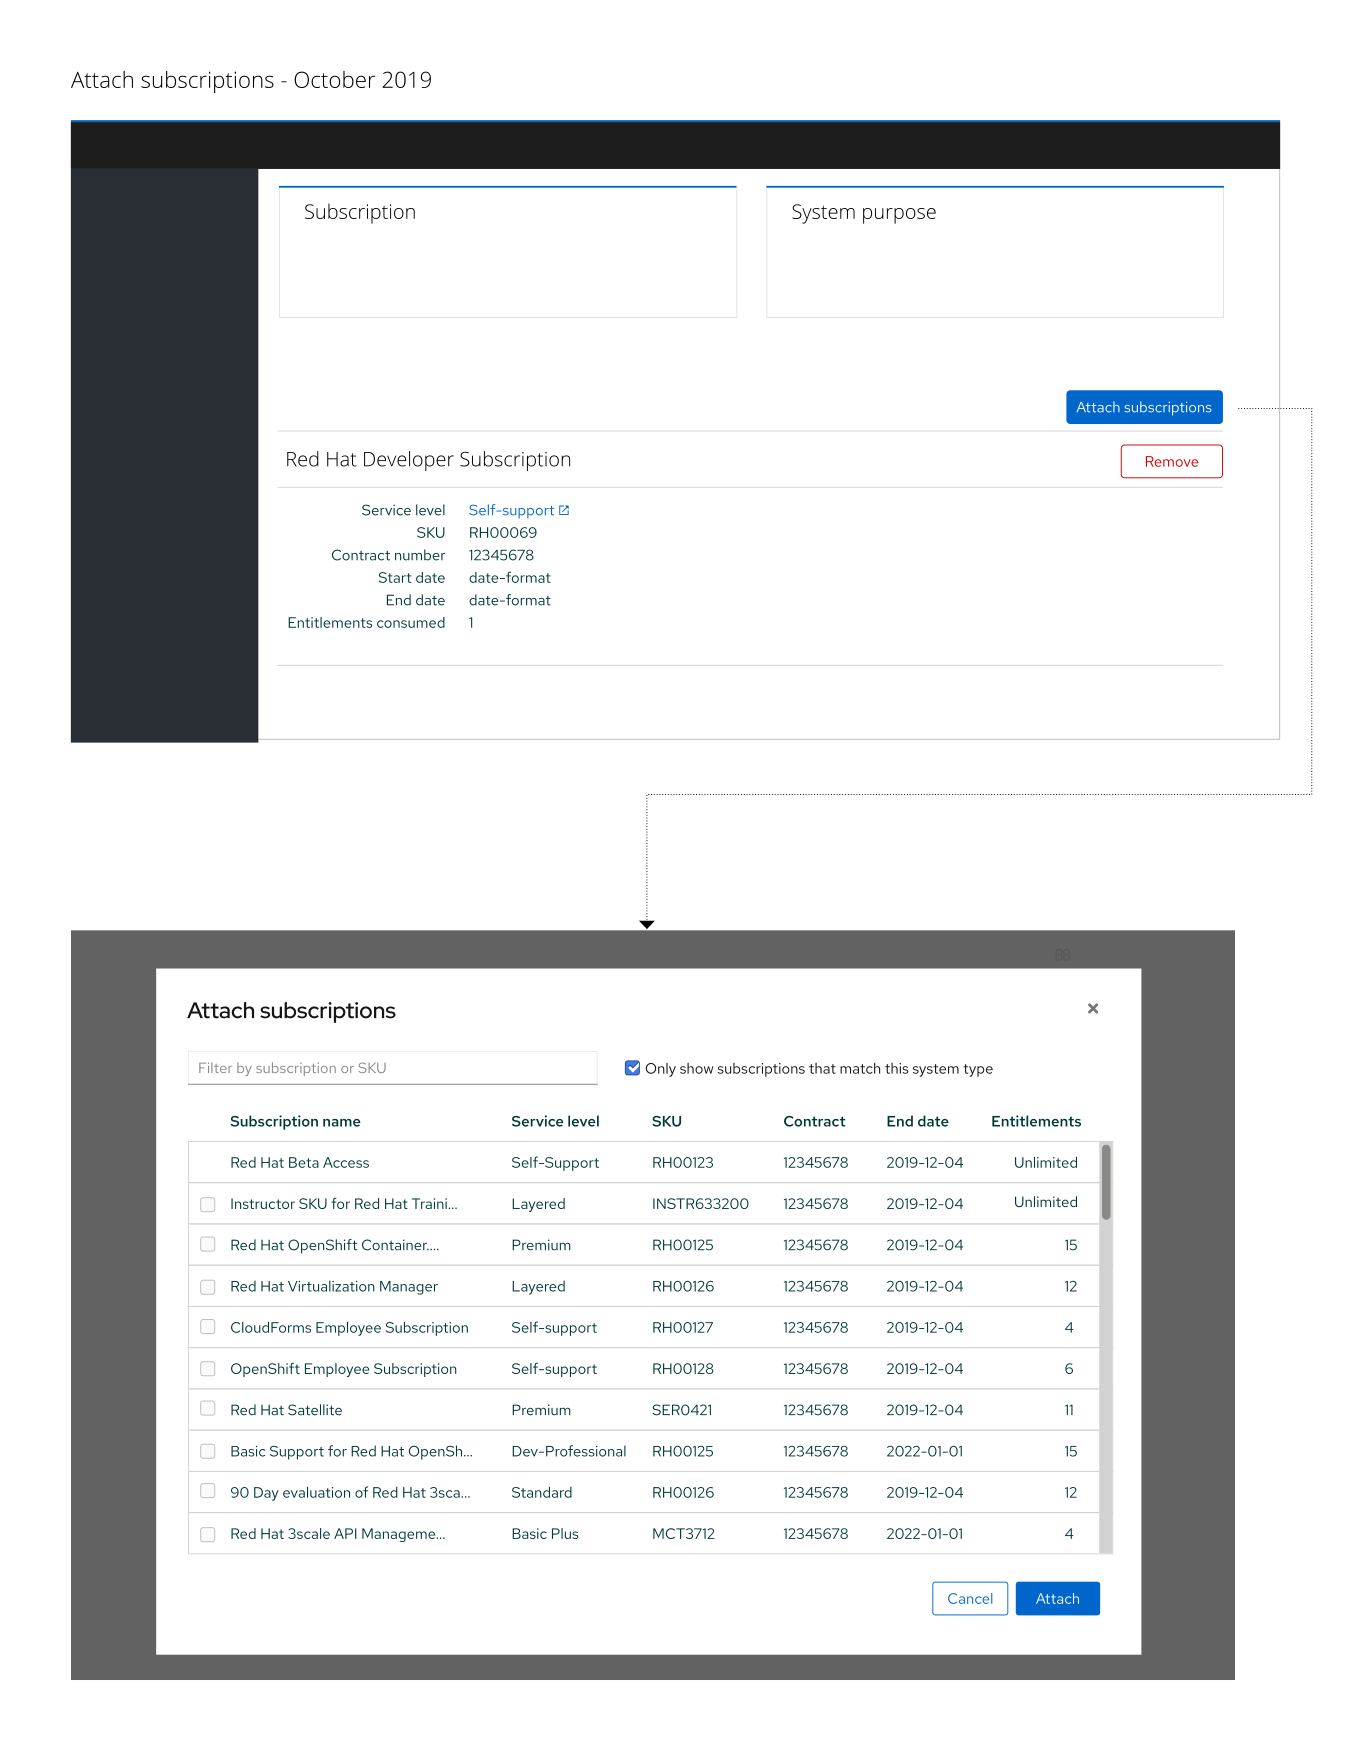 Attach subscriptions - October 2019
Subscription
System purpose
Attach subscriptions
Red Hat Developer Subscription
Remove
Service level Self-support
SKU RH00069
Contract number 12345678
Start date date-format
End date date-format
Entitlements consumed 1
Attach subscriptions
Filter by subscription or SKU
Only show subscriptions that match this system type
Subscription name Service level SKU Contract End date Entitlements
Red Hat Beta Access Self-Support RH00123 12345678 2019-12-04 Unlimited
Instructor SKU for Red Hat Traini... Layered INSTR633200 12345678 2019-12-04 Unlimited
Red Hat OpenShift Container.... Premium RH00125 12345678 2019-12-04 15
Red Hat Virtualization Manager Layered RH00126 12345678 2019-12-04 12
CloudForms Employee Subscription Self-support RH00127 12345678 2019-12-04 4
OpenShift Employee Subscription Self-support RH00128 12345678 2019-12-04 6
Red Hat Satellite Premium SER0421 12345678 2019-12-04 11
Basic Support for Red Hat OpenSh... Dev-Professional RH00125 12345678 2022-01-01 15
90 Day evaluation of Red Hat 3sca... Standard RH00126 12345678 2019-12-04 12
Red Hat 3scale API Manageme... Basic Plus MCT3712 12345678 2022-01-01 4
Cancel
Attach